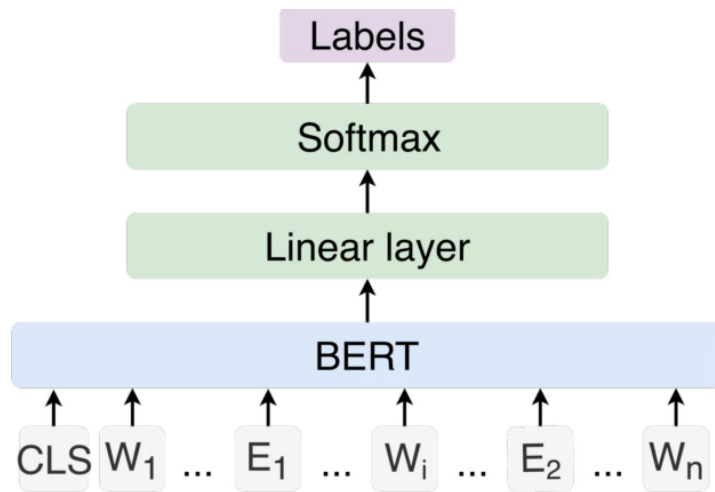 Labels
Softmax
Linear layer
BERT
CLS W₁ ... E₁ ... Wᵢ ... E₂ ... Wₙ